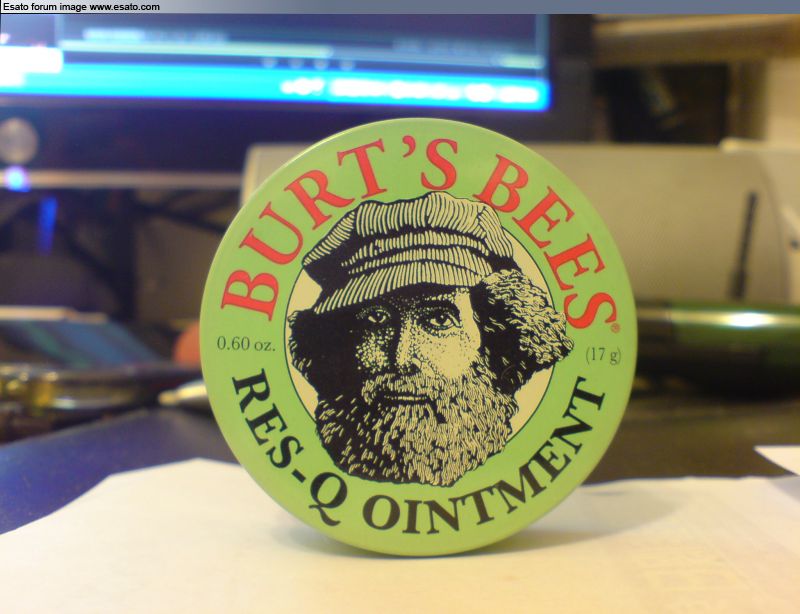 Esato forum image www.esato.com
BURT'S BEES®
0.60 oz.
(17 g)
RES-Q OINTMENT